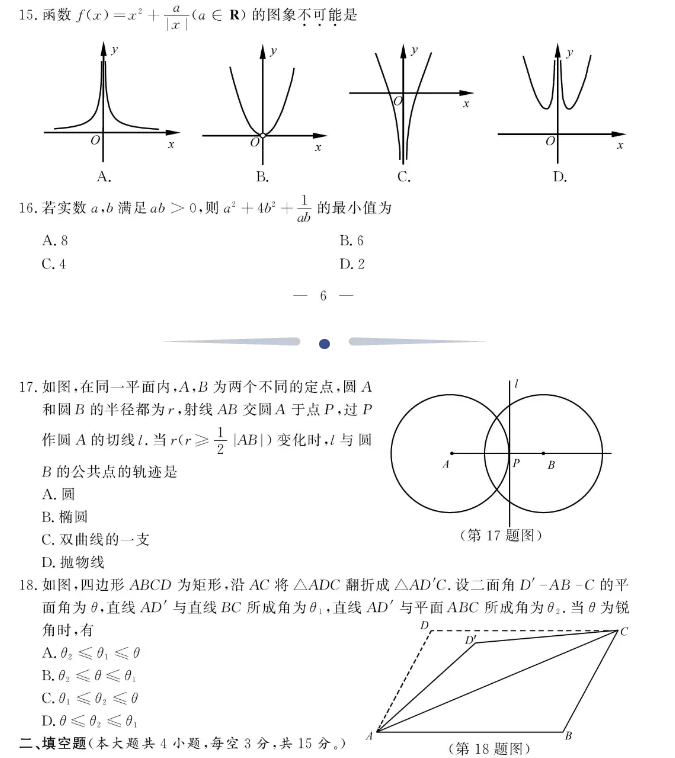 15. 函数 f(x)=x²+a/|x|(a∈R)的图象不可能是
y
O
x
A.
y
O
x
B.
y
O
x
C.
y
O
x
D.
16. 若实数 a,b 满足 ab>0,则 a²+4b²+1/ab 的最小值为
A. 8 B. 6
C. 4 D. 2
— 6 —
17. 如图,在同一平面内,A,B 为两个不同的定点,圆 A
和圆 B 的半径都为 r,射线 AB 交圆 A 于点 P,过 P
作圆 A 的切线 l. 当 r(r⩾1/2|AB|)变化时,l 与圆
B 的公共点的轨迹是
A. 圆
B. 椭圆
C. 双曲线的一支
D. 抛物线
l
A P B
(第 17 题图)
18. 如图,四边形 ABCD 为矩形,沿 AC 将 △ADC 翻折成 △AD′C. 设二面角 D′-AB-C 的平
面角为 θ,直线 AD′ 与直线 BC 所成角为 θ₁,直线 AD′ 与平面 ABC 所成角为 θ₂. 当 θ 为锐
角时,有
A. θ₂⩽θ₁⩽θ
B. θ₂⩽θ⩽θ₁
C. θ₁⩽θ₂⩽θ
D. θ⩽θ₂⩽θ₁
D
D′
C
A
B
(第 18 题图)
二、填空题(本大题共 4 小题,每空 3 分,共 15 分。)